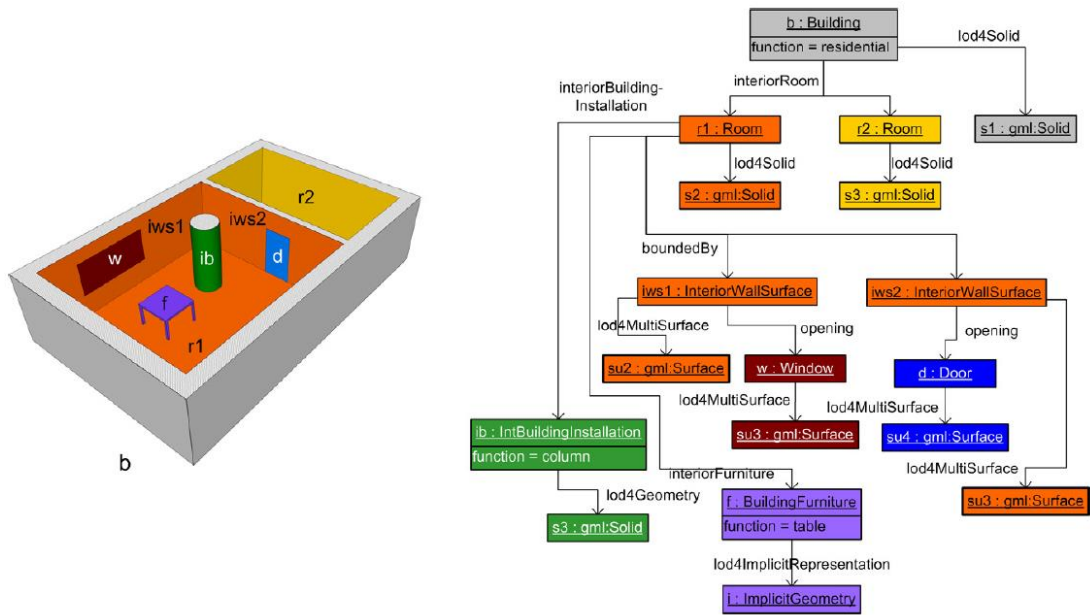 b : Building
function = residential
lod4Solid
interiorBuilding-
Installation
interiorRoom
r1 : Room
r2 : Room
s1 : gml:Solid
lod4Solid
lod4Solid
s2 : gml:Solid
s3 : gml:Solid
r2
iws1
iws2
w
ib
d
f
r1
b
boundedBy
iws1 : InteriorWallSurface
iws2 : InteriorWallSurface
lod4MultiSurface
opening
opening
su2 : gml:Surface
w : Window
d : Door
lod4MultiSurface
lod4MultiSurface
ib : IntBuildingInstallation
function = column
su3 : gml:Surface
su4 : gml:Surface
lod4MultiSurface
interiorFurniture
lod4Geometry
f : BuildingFurniture
function = table
su3 : gml:Surface
s3 : gml:Solid
lod4ImplicitRepresentation
i : ImplicitGeometry